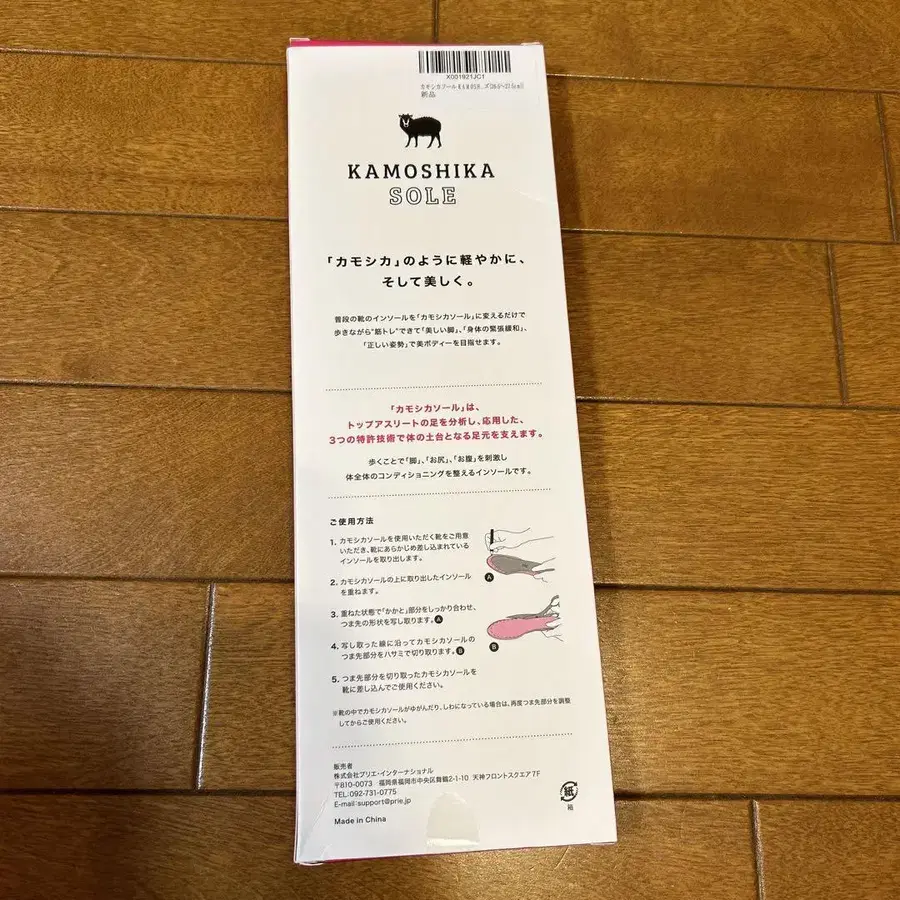 X001921JC1
新品
KAMOSHIKA
SOLE
「カモシカ」のように軽やかに、
そして美しく。
普段の靴のインソールを「カモシカソール」に変えるだけで
歩きながら"筋トレ"できて「美しい脚」、「身体の緊張緩和」、
「正しい姿勢」で美ボディーを目指せます。
「カモシカソール」は、
トップアスリートの足を分析し、応用した、
3つの特許技術で体の土台となる足元を支えます。
歩くことで「脚」、「お尻」、「お腹」を刺激し
体全体のコンディショニングを整えるインソールです。
ご使用方法
1. カモシカソールを使用いただく靴をご用意
いただき、靴にあらかじめ差し込まれている
インソールを取り出します。
2. カモシカソールの上に取り出したインソール
を重ねます。
3. 重ねた状態で「かかと」部分をしっかり合わせ、
つま先の形状を写し取ります。A
4. 写し取った線に沿ってカモシカソールの
つま先部分をハサミで切り取ります。B
5. つま先部分を切り取ったカモシカソールを
靴に差し込んでご使用ください。
A
B
※靴の中でカモシカソールがゆがんだり、しわになっている場合は、再度つま先部分を調整
してからご使用ください。
販売者
株式会社プリエ・インターナショナル
〒810-0073 福岡県福岡市中央区舞鶴2-1-10 天神フロントスクエア 7F
TEL:092-731-0775
E-mail:support@prie.jp
Made in China
紙
箱